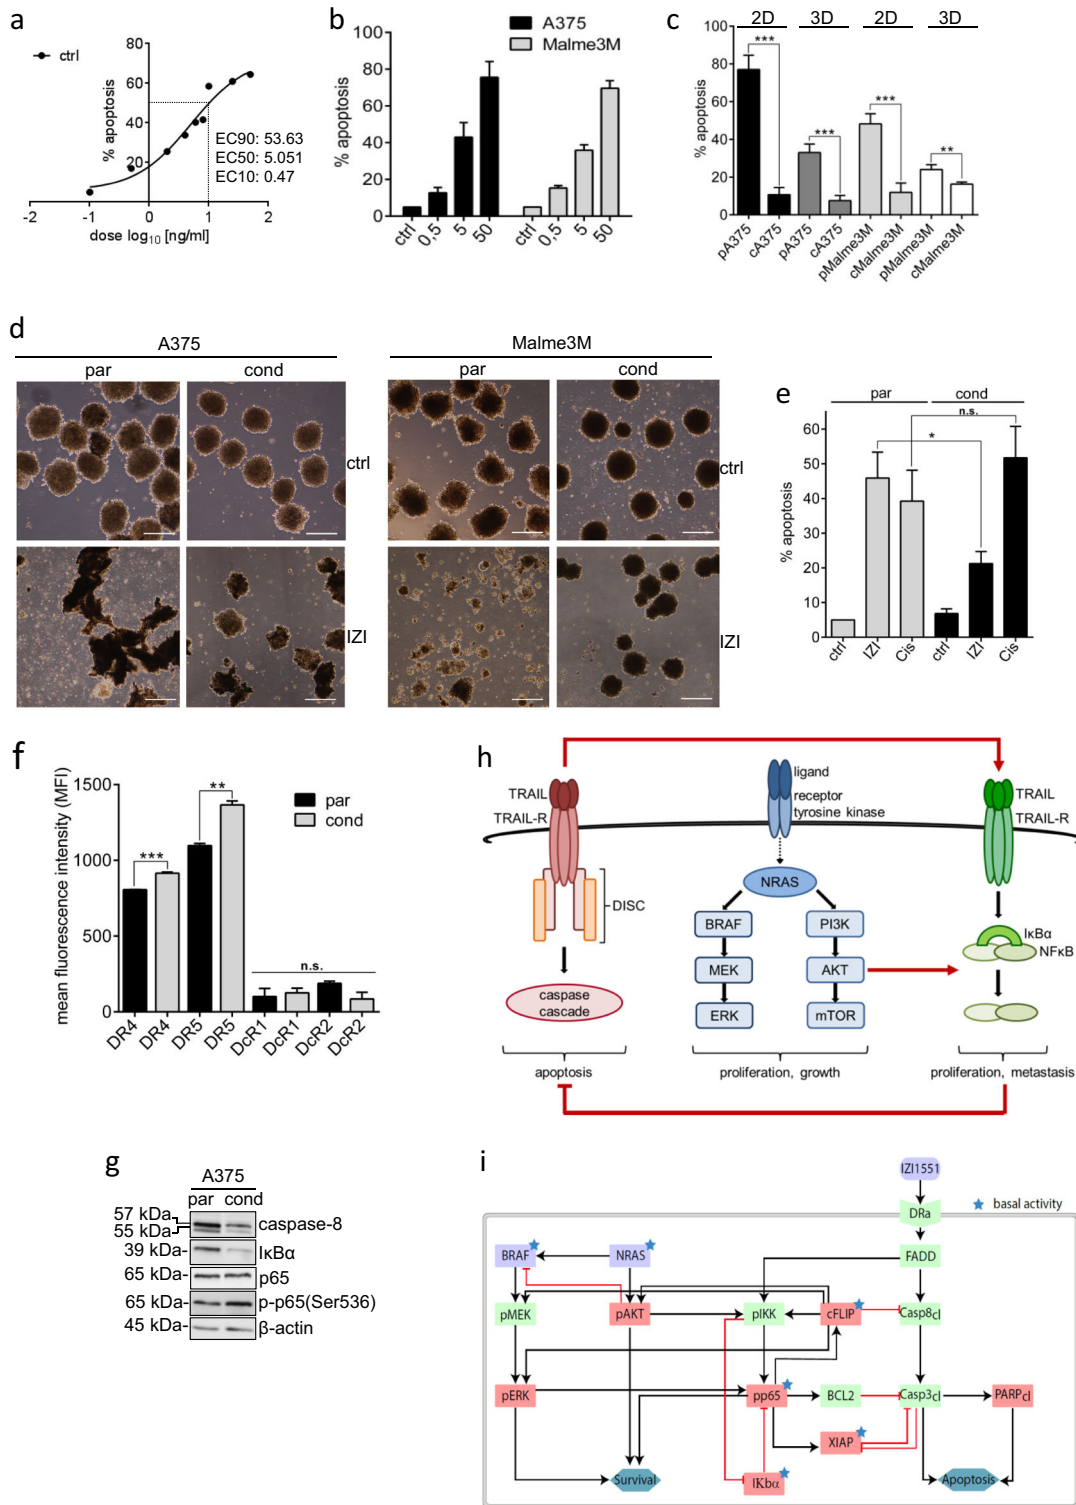 a
ctrl
80
60
40
20
% apoptosis
EC90: 53.63
EC50: 5.051
EC10: 0.47
-2 -1 0 1 2
dose log10 [ng/ml]
b
A375
Malme3M
100
80
60
40
20
0
% apoptosis
ctrl 0,5 5 50 ctrl 0,5 5 50
c
2D 3D 2D 3D
100
80
60
40
20
0
% apoptosis
*** *** *** **
pA375 cA375 pA375 cA375 pMalme3M cMalme3M pMalme3M cMalme3M
d
A375 Malme3M
par cond par cond
ctrl ctrl
IZI IZI
e
par cond
n.s.
*
60
50
40
30
20
10
0
% apoptosis
ctrl IZI Cis ctrl IZI Cis
f
1500
1000
500
0
mean fluorescence intensity (MFI)
par
cond
*** ** n.s.
DR4 DR4 DR5 DR5 DcR1 DcR1 DcR2 DcR2
g
A375
par cond
57 kDa-
55 kDa-
caspase-8
39 kDa- IκBα
65 kDa- p65
65 kDa- p-p65(Ser536)
45 kDa- β-actin
h
TRAIL
TRAIL-R
DISC
caspase
cascade
apoptosis
ligand
receptor
tyrosine kinase
NRAS
BRAF PI3K
MEK AKT
ERK mTOR
proliferation, growth
TRAIL
TRAIL-R
IκBα
NFκB
proliferation, metastasis
i
IZI1551
basal activity
DRa
BRAF NRAS FADD
pMEK pAKT pIKK cFLIP Casp8cl
pERK pp65 BCL2 Casp3cl PARPcl
XIAP
Survival IKbα Apoptosis